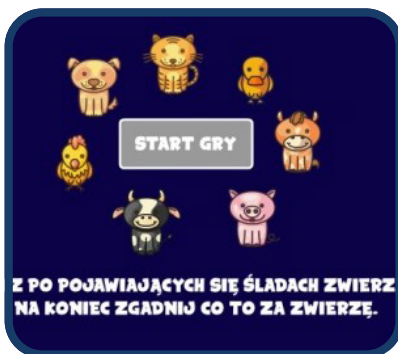 START GRY
Z PO POJAWIAJĄCYCH SIĘ ŚLADACH ZWIERZ
NA KONIEC ZGADNIJ CO TO ZA ZWIERZĘ.